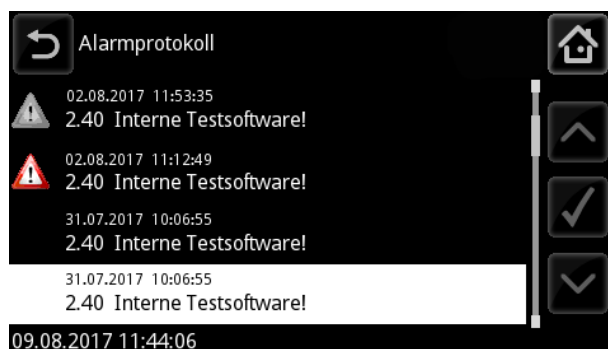 Alarmprotokoll
02.08.2017 11:53:35
2.40 Interne Testsoftware!
02.08.2017 11:12:49
2.40 Interne Testsoftware!
31.07.2017 10:06:55
2.40 Interne Testsoftware!
31.07.2017 10:06:55
2.40 Interne Testsoftware!
09.08.2017 11:44:06